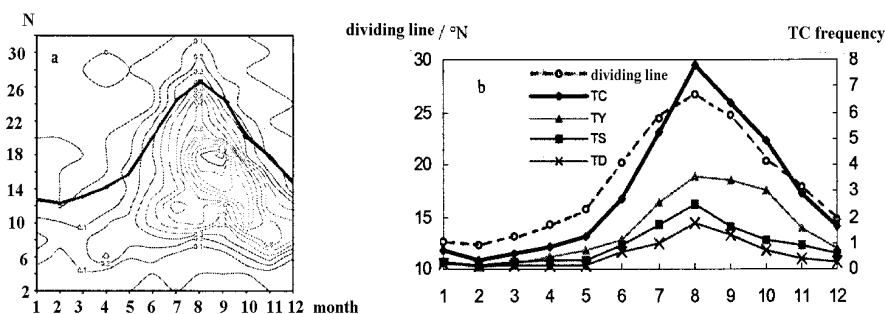 N
a
32
30
26
22
18
14
10
6
2
1 2 3 4 5 6 7 8 9 10 11 12 month
dividing line / °N
TC frequency
b
dividing line
TC
TY
TS
TD
30
25
20
15
10
8
7
6
5
4
3
2
1
0
1 2 3 4 5 6 7 8 9 10 11 12